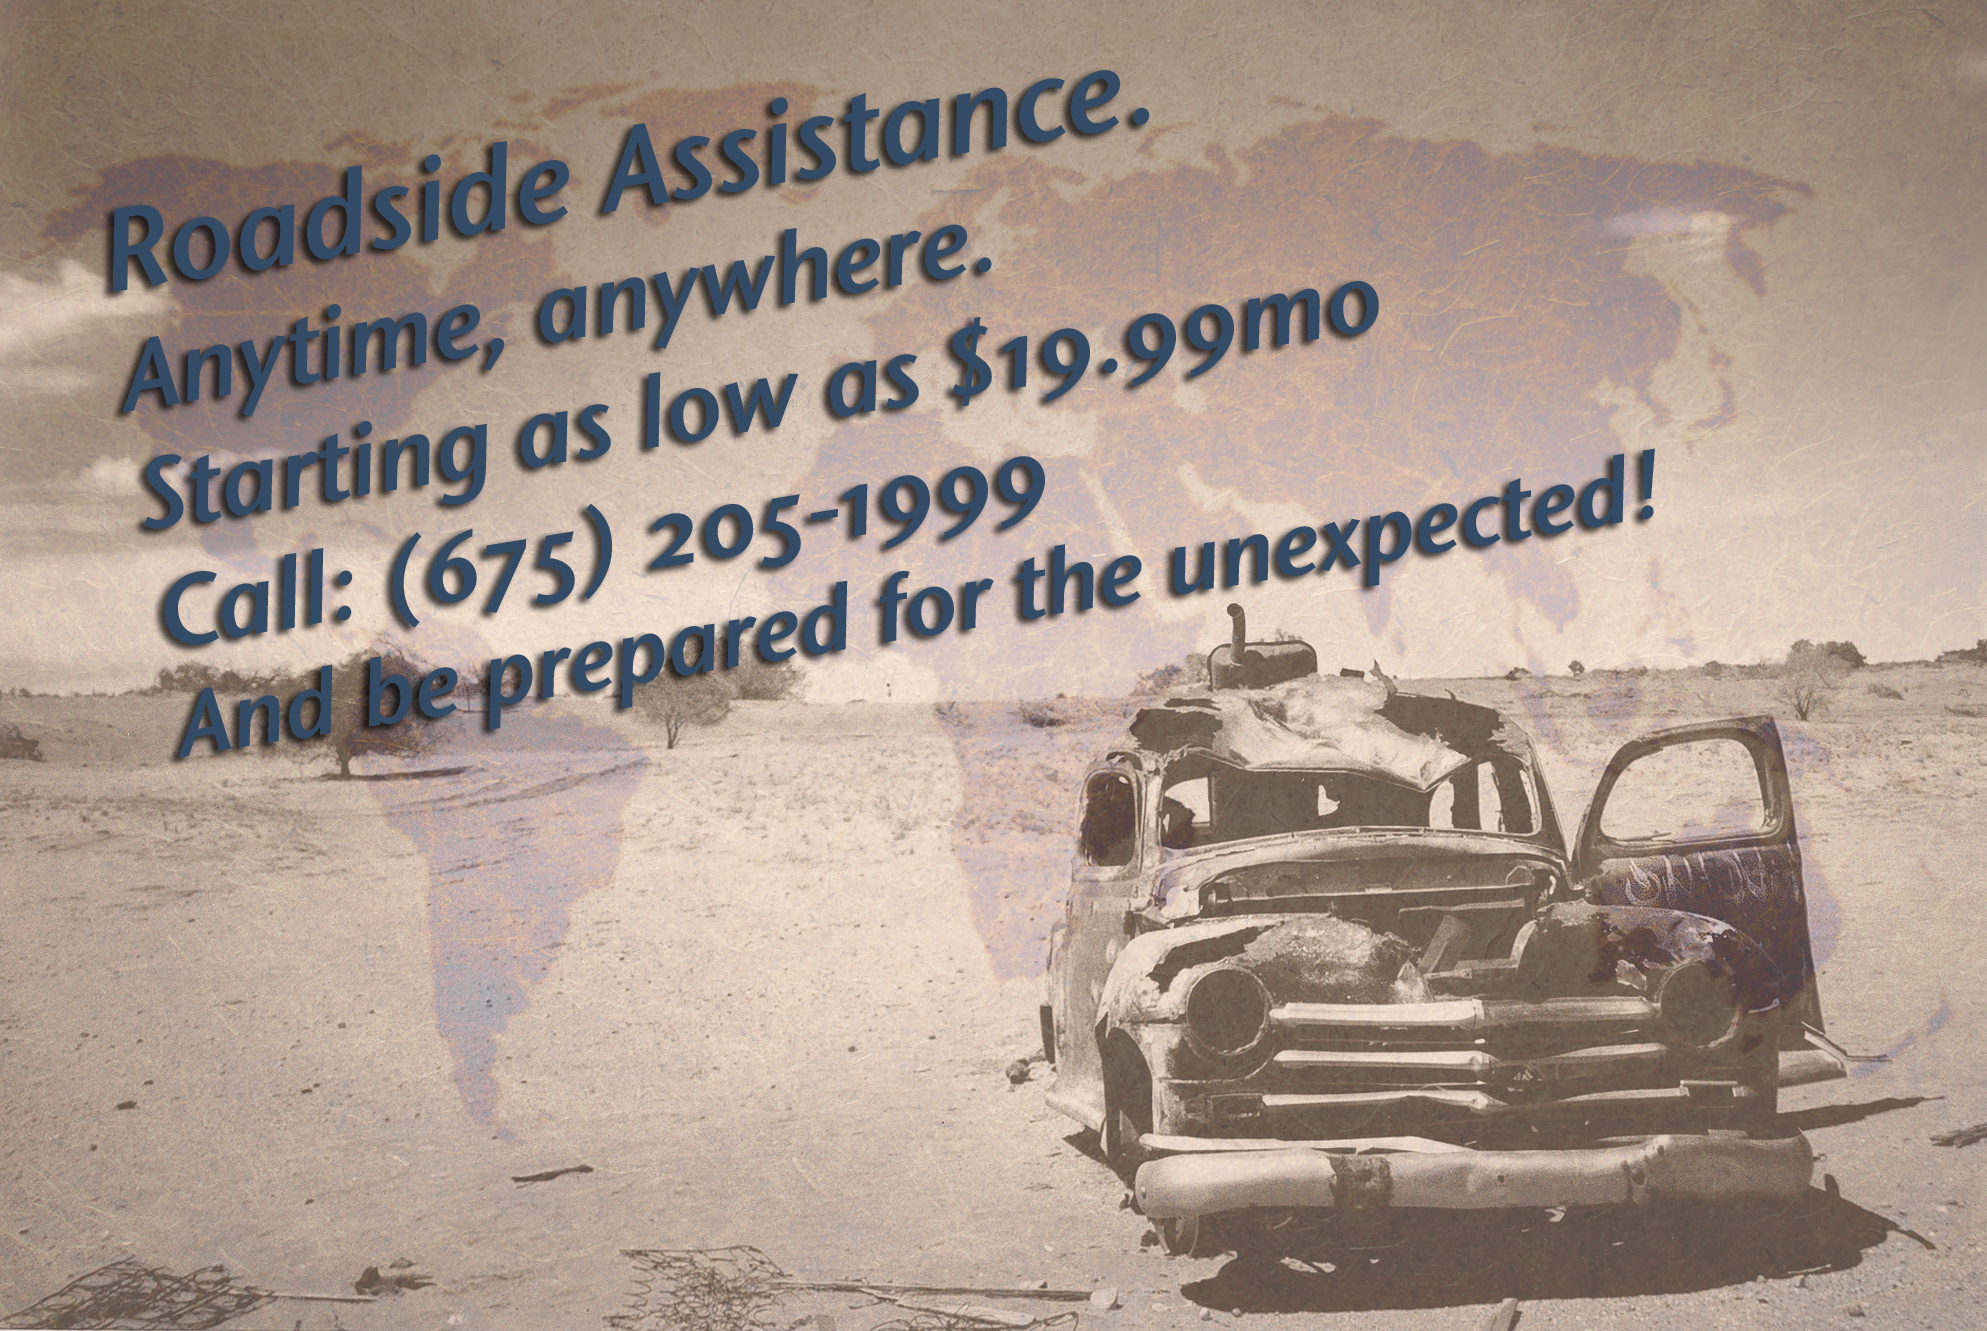 Roadside Assistance.
Anytime, anywhere.
Starting as low as $19.99mo
Call: (675) 205-1999
And be prepared for the unexpected!